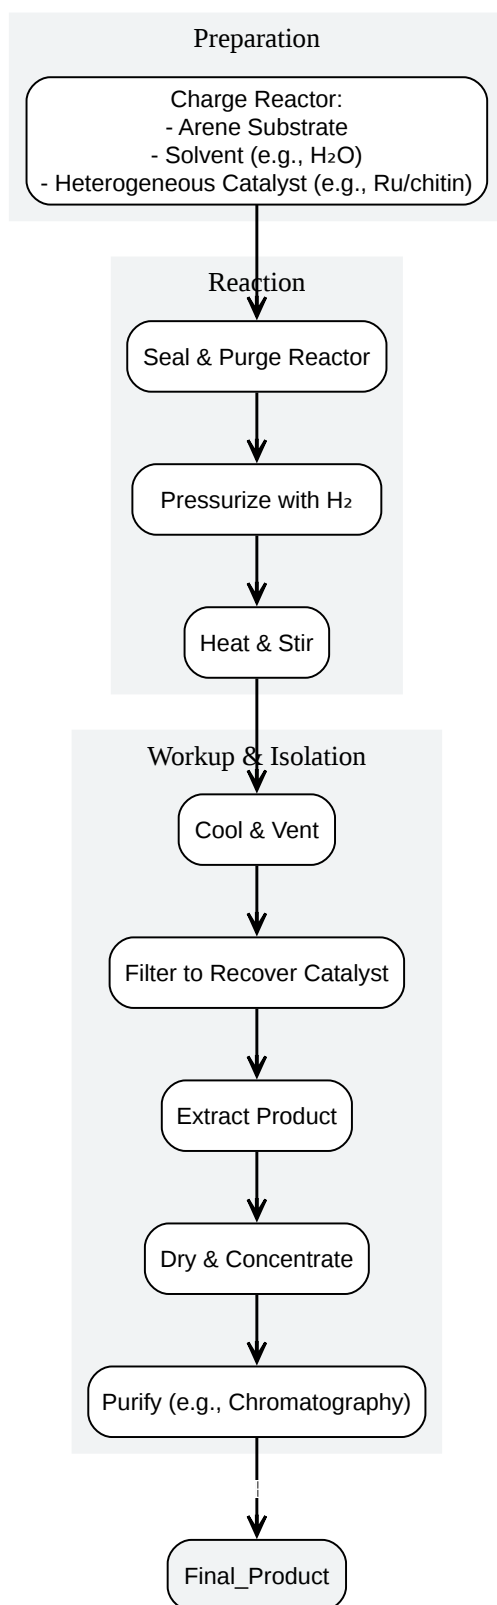 Preparation
Charge Reactor:
- Arene Substrate
- Solvent (e.g., H₂O)
- Heterogeneous Catalyst (e.g., Ru/chitin)
Reaction
Seal & Purge Reactor
Pressurize with H₂
Heat & Stir
Workup & Isolation
Cool & Vent
Filter to Recover Catalyst
Extract Product
Dry & Concentrate
Purify (e.g., Chromatography)
Final_Product